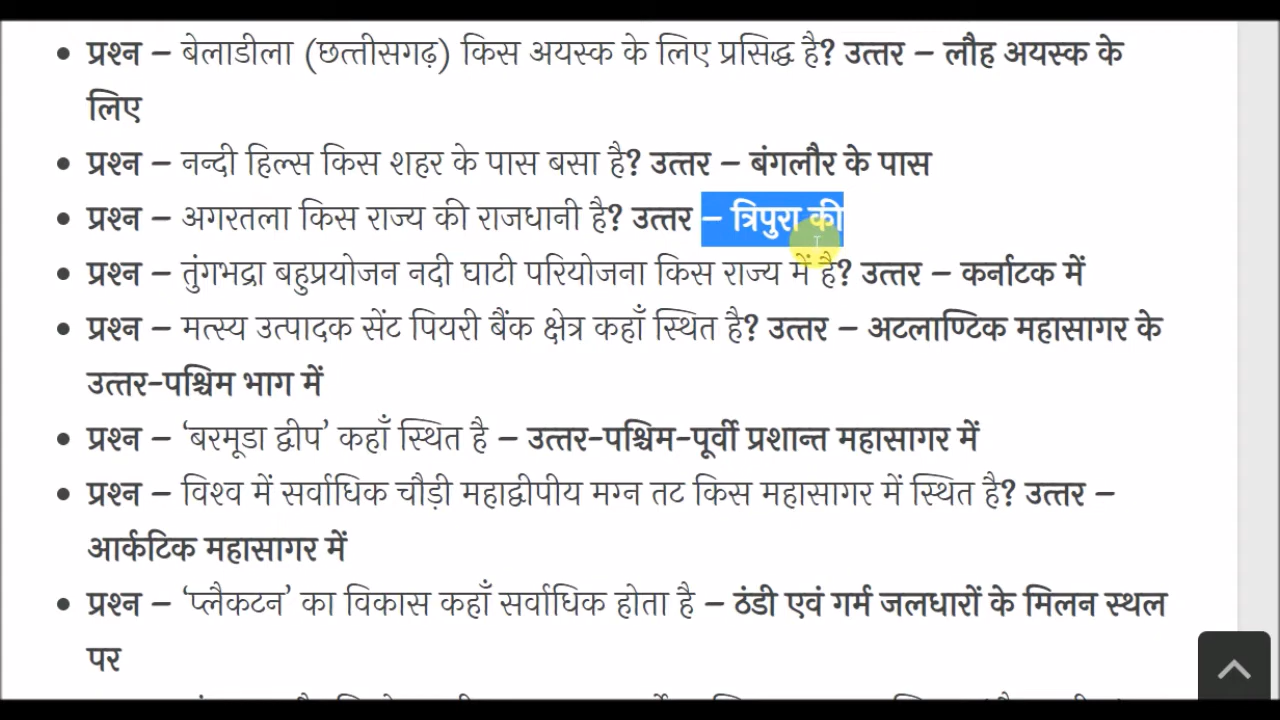 • प्रश्न – बेलाडीला (छत्तीसगढ़) किस अयस्क के लिए प्रसिद्ध है? उत्तर – लौह अयस्क के
लिए
• प्रश्न – नन्दी हिल्स किस शहर के पास बसा है? उत्तर – बंगलौर के पास
• प्रश्न – अगरतला किस राज्य की राजधानी है? उत्तर – त्रिपुरा की
• प्रश्न – तुंगभद्रा बहुप्रयोजन नदी घाटी परियोजना किस राज्य में है? उत्तर – कर्नाटक में
• प्रश्न – मत्स्य उत्पादक सेंट पियरी बैंक क्षेत्र कहाँ स्थित है? उत्तर – अटलाण्टिक महासागर के
उत्तर-पश्चिम भाग में
• प्रश्न – ‘बरमूडा द्वीप’ कहाँ स्थित है – उत्तर-पश्चिम-पूर्वी प्रशान्त महासागर में
• प्रश्न – विश्व में सर्वाधिक चौड़ी महाद्वीपीय मग्न तट किस महासागर में स्थित है? उत्तर –
आर्कटिक महासागर में
• प्रश्न – ‘प्लैकटन’ का विकास कहाँ सर्वाधिक होता है – ठंडी एवं गर्म जलधारों के मिलन स्थल
पर